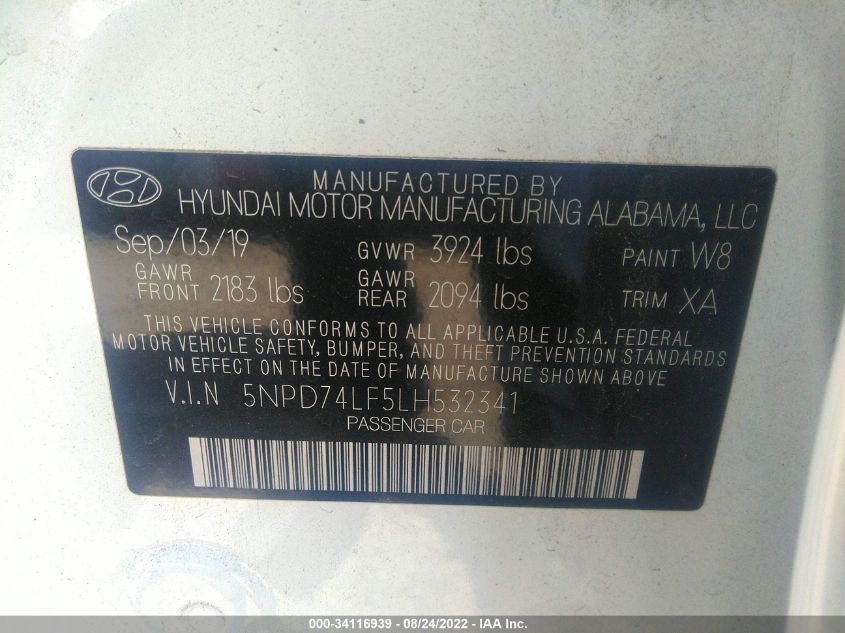 MANUFACTURED BY
HYUNDAI MOTOR MANUFACTURING ALABAMA, LLC
Sep/03/19 GVWR 3924 lbs PAINT W8
GAWR FRONT 2183 lbs GAWR REAR 2094 lbs TRIM XA
THIS VEHICLE CONFORMS TO ALL APPLICABLE U.S.A. FEDERAL
MOTOR VEHICLE SAFETY, BUMPER, AND THEFT PREVENTION STANDARDS
IN EFFECT ON THE DATE OF MANUFACTURE SHOWN ABOVE
V.I.N 5NPD74LF5LH532341
PASSENGER CAR
000-34116939 - 08/24/2022 - IAA Inc.